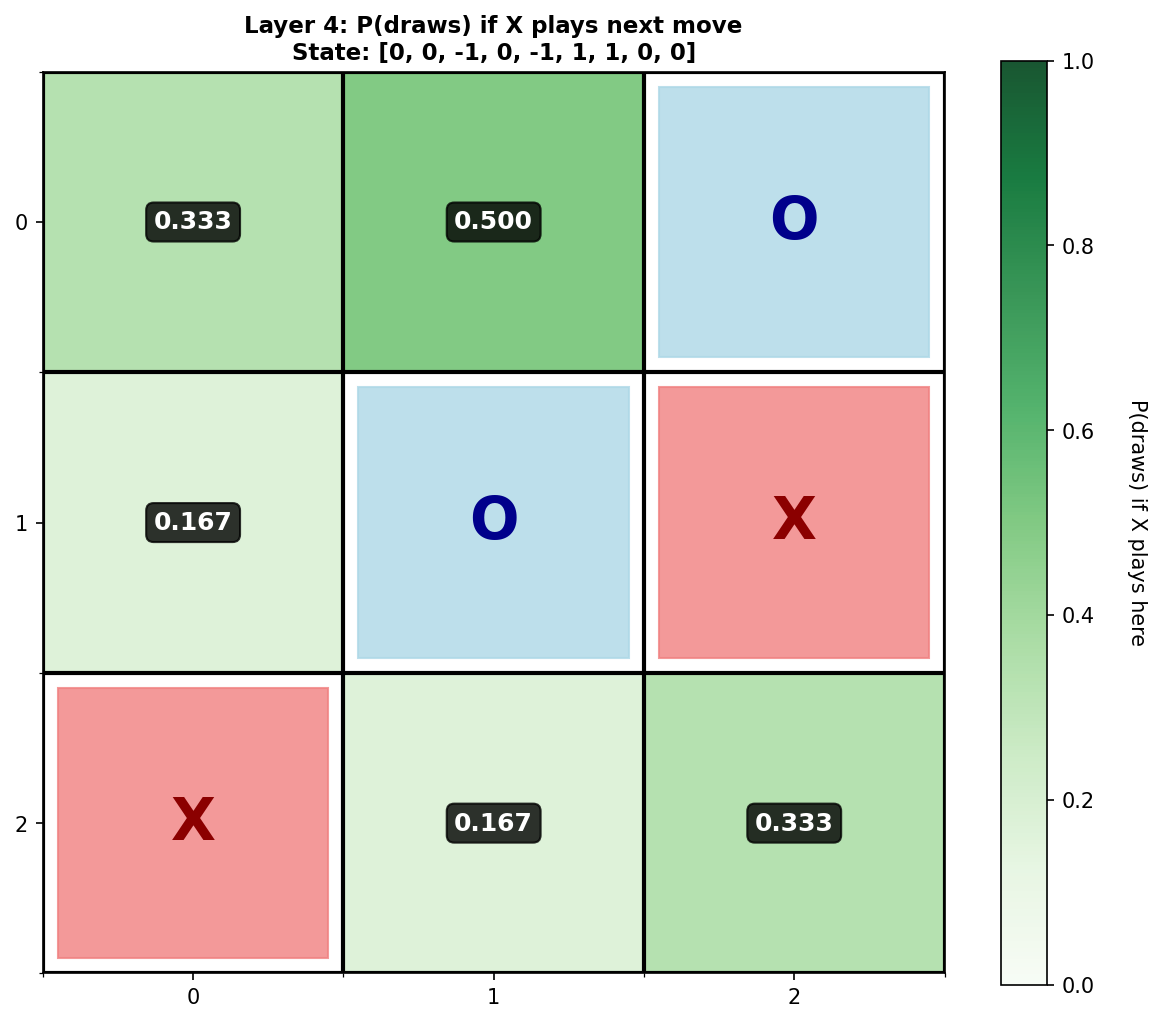 Layer 4: P(draws) if X plays next move
State: [0, 0, -1, 0, -1, 1, 1, 0, 0]
0.333 0.500 O
0.167 O X
X 0.167 0.333
0
1
2
0 1 2
1.0
0.8
0.6
0.4
0.2
0.0
P(draws) if X plays here